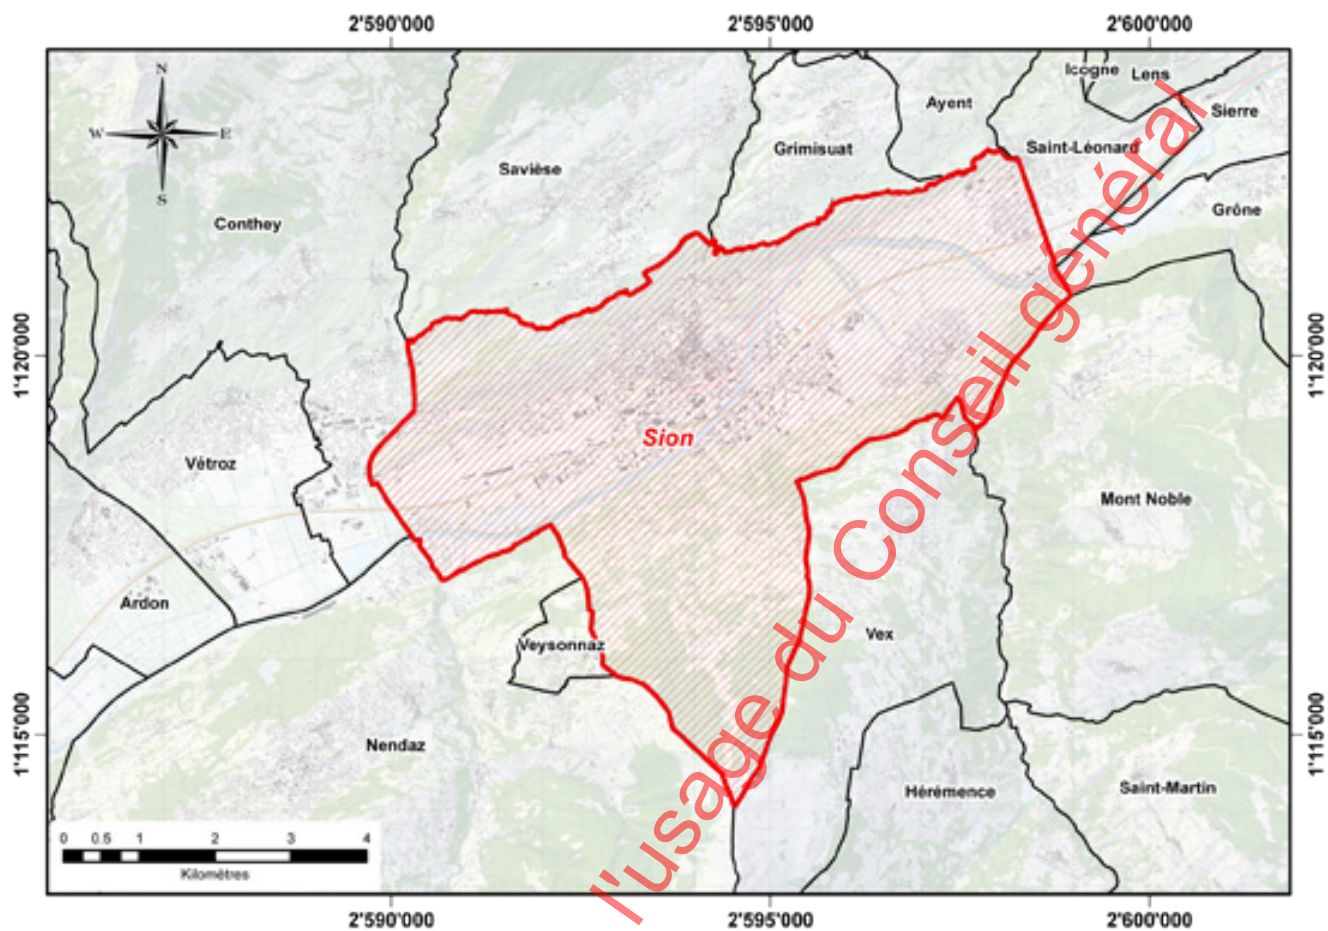 2°590'000 2°595'000 2°600'000
N
W E
S
Icogne Lens
Ayent Sierre
Grimisuat Saint-Léonard
Savièse
Conthey Grône
1'120'000 1'120'000
Sion
Vétroz
Mont Noble
Ardon
Veysonnaz Vex
1'115'000 1'115'000
Nendaz
Hérémence Saint-Martin
0 0.5 1 2 3 4
Kilomètres
2°590'000 2°595'000 2°600'000
l'usage du Conseil général